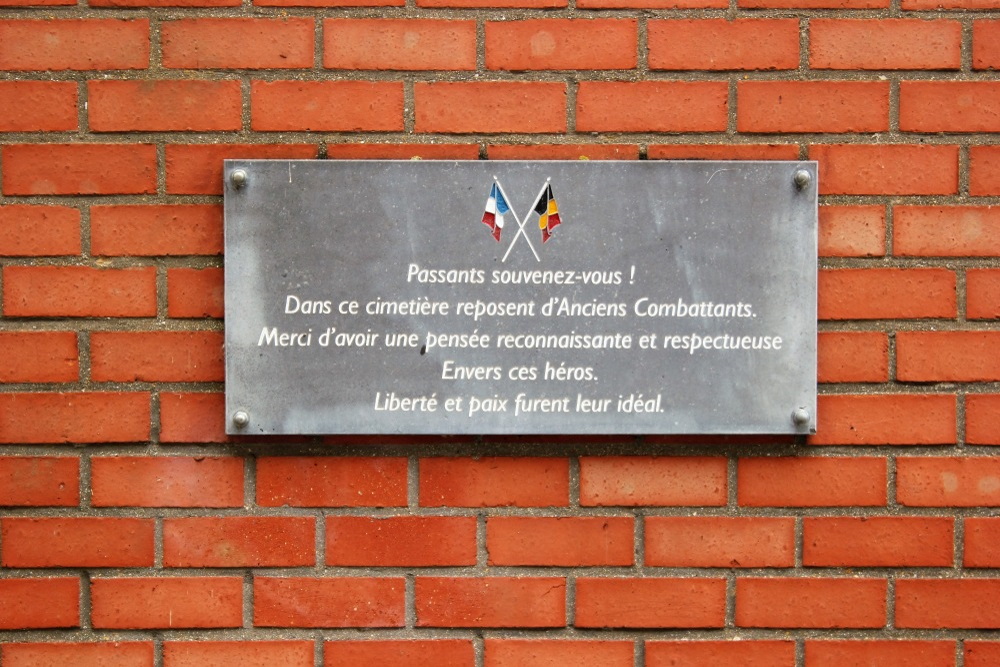 Passants souvenez-vous !
Dans ce cimetière reposent d'Anciens Combattants.
Merci d'avoir une pensée reconnaissante et respectueuse
Envers ces héros.
Liberté et paix furent leur idéal.